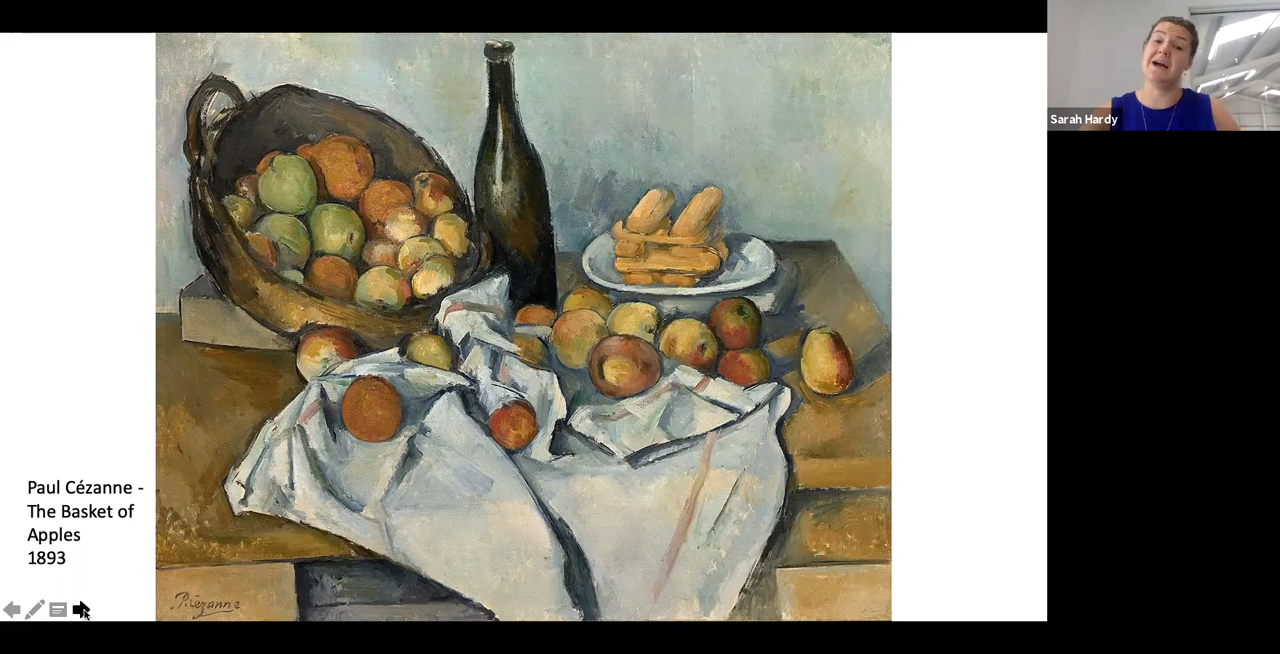 Sarah Hardy
Paul Cézanne -
The Basket of
Apples
1893
P. Cezanne